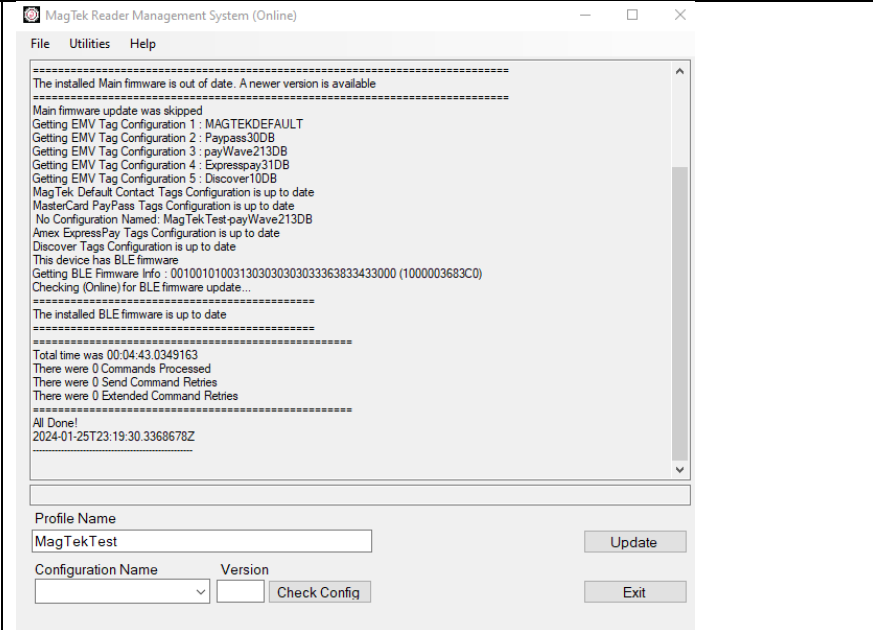 MagTek Reader Management System (Online)
File Utilities Help
============================================================================
The installed Main firmware is out of date. A newer version is available
============================================================================
Main firmware update was skipped
Getting EMV Tag Configuration 1 : MAGTEKDEFAULT
Getting EMV Tag Configuration 2 : Paypass30DB
Getting EMV Tag Configuration 3 : payWave213DB
Getting EMV Tag Configuration 4 : Expresspay31DB
Getting EMV Tag Configuration 5 : Discover10DB
MagTek Default Contact Tags Configuration is up to date
MasterCard PayPass Tags Configuration is up to date
No Configuration Named: MagTekTest-payWave213DB
Amex ExpressPay Tags Configuration is up to date
Discover Tags Configuration is up to date
This device has BLE firmware
Getting BLE Firmware Info : 00100101003130303030303033363833433000 (1000003683C0)
Checking (Online) for BLE firmware update...
=============================================
The installed BLE firmware is up to date
=============================================
===================================================
Total time was 00:04:43.0349163
There were 0 Commands Processed
There were 0 Send Command Retries
There were 0 Extended Command Retries
===================================================
All Done!
2024-01-25T23:19:30.3368678Z
---------------------------------------------------
Profile Name
MagTekTest
Update
Configuration Name Version
Check Config
Exit